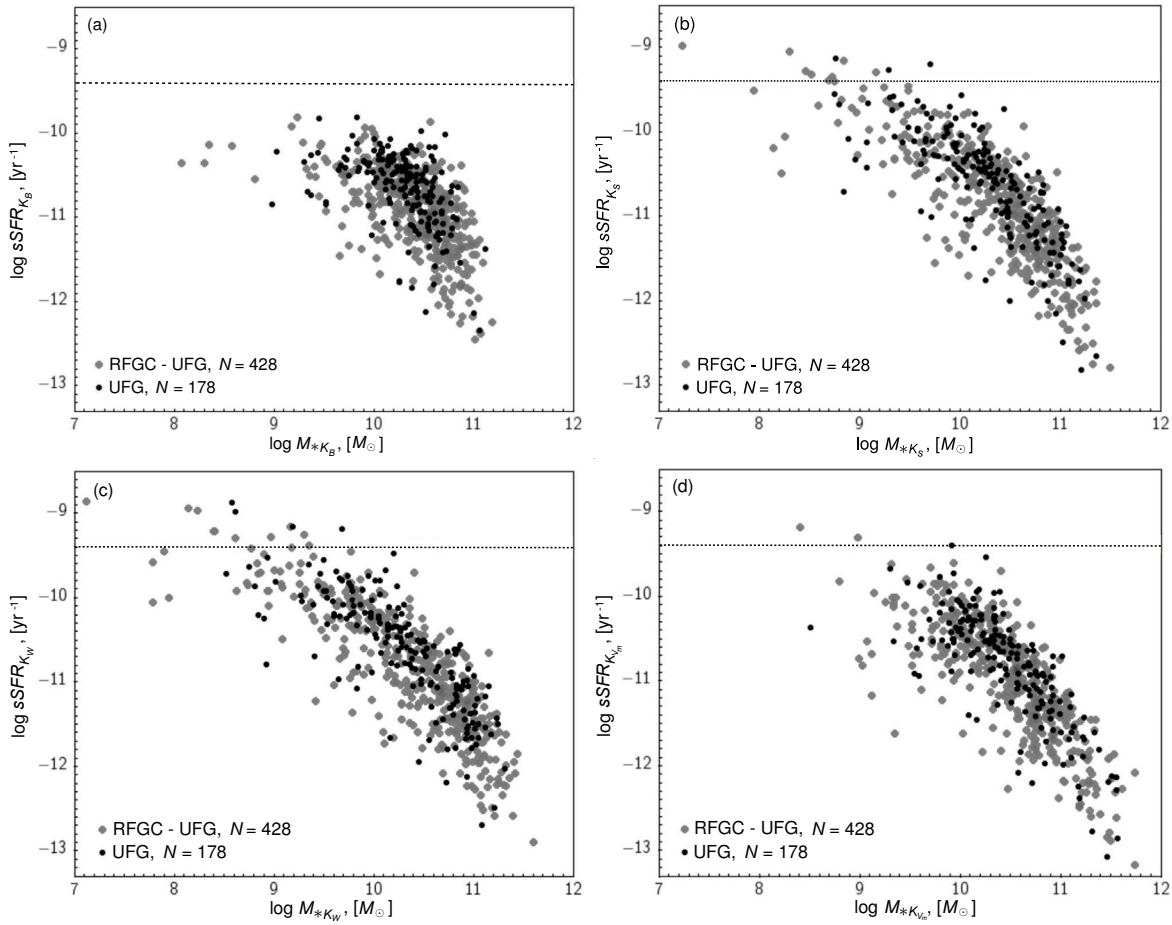 (a)
−9
−10
−11
−12
−13
log sSFR_{K_B}, [yr⁻¹]
RFGC - UFG, N = 428
UFG, N = 178
7 8 9 10 11 12
log M_{*K_B}, [M_⊙]
(b)
−9
−10
−11
−12
−13
log sSFR_{K_S}, [yr⁻¹]
RFGC - UFG, N = 428
UFG, N = 178
7 8 9 10 11 12
log M_{*K_S}, [M_⊙]
(c)
−9
−10
−11
−12
−13
log sSFR_{K_W}, [yr⁻¹]
RFGC - UFG, N = 428
UFG, N = 178
7 8 9 10 11 12
log M_{*K_W}, [M_⊙]
(d)
−9
−10
−11
−12
−13
log sSFR_{K_{V_m}}, [yr⁻¹]
RFGC - UFG, N = 428
UFG, N = 178
7 8 9 10 11 12
log M_{*K_{V_m}}, [M_⊙]